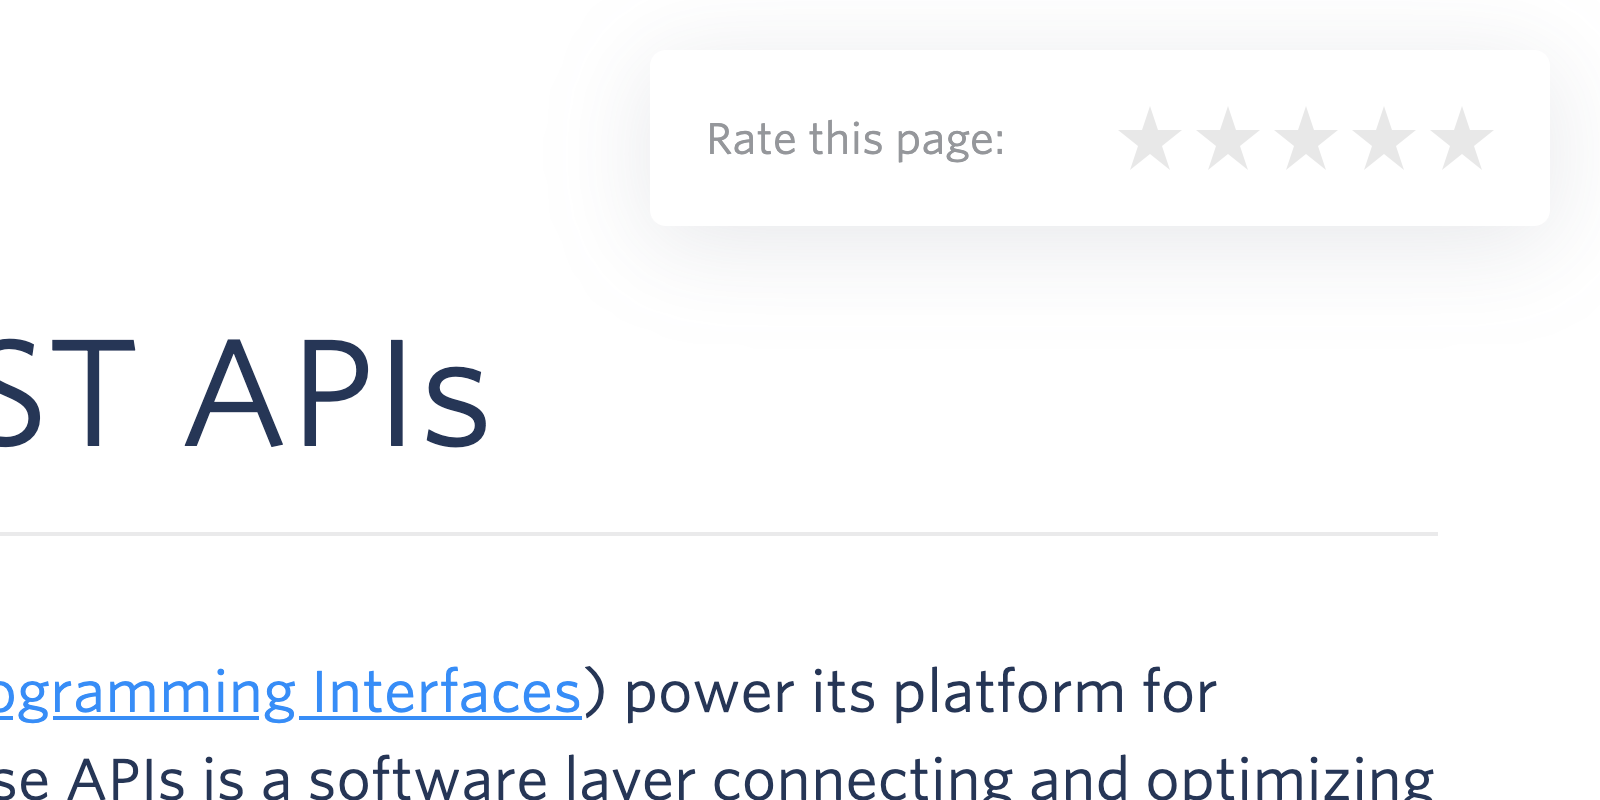 Rate this page:
ST APIs
ogramming Interfaces) power its platform for
se APIs is a software layer connecting and optimizing